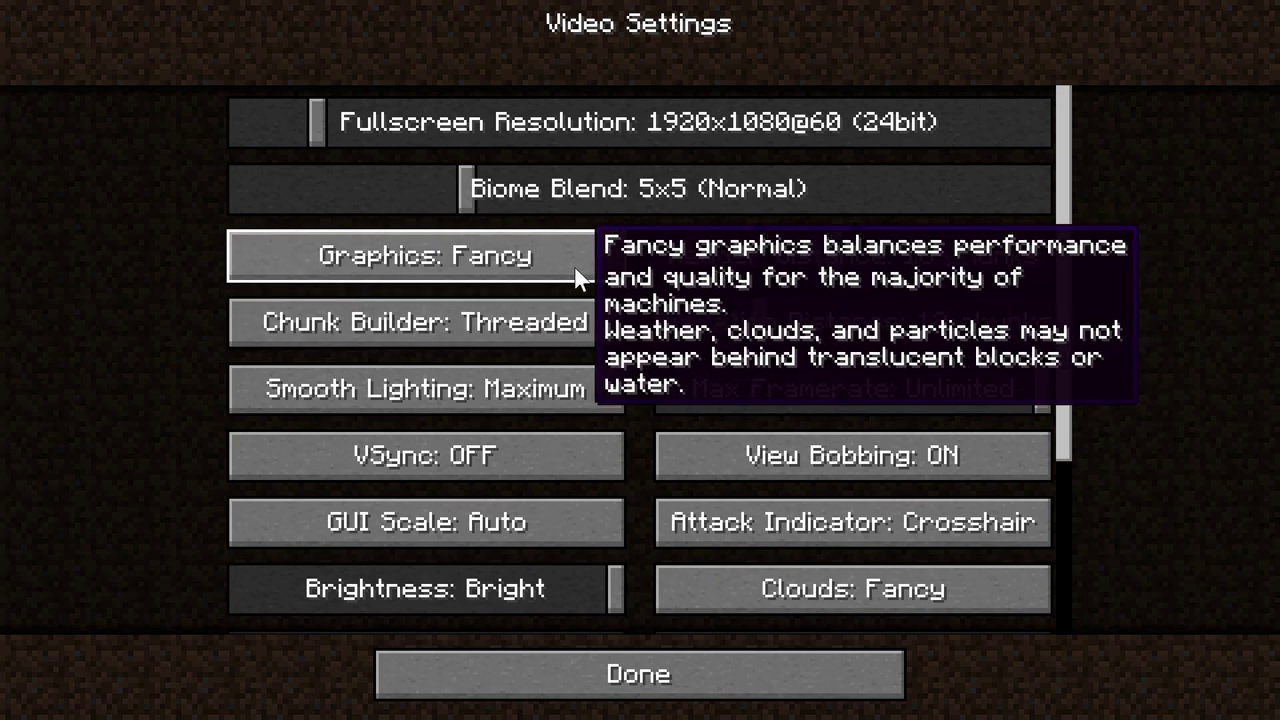 Video Settings
Fullscreen Resolution: 1920x1080@60 (24bit)
Biome Blend: 5x5 (Normal)
Graphics: Fancy
Fancy graphics balances performance
and quality for the majority of
machines.
Weather, clouds, and particles may not
appear behind translucent blocks or
water.
Chunk Builder: Threaded
Smooth Lighting: Maximum
Max Framerate: Unlimited
VSync: OFF
View Bobbing: ON
GUI Scale: Auto
Attack Indicator: Crosshair
Brightness: Bright
Clouds: Fancy
Done